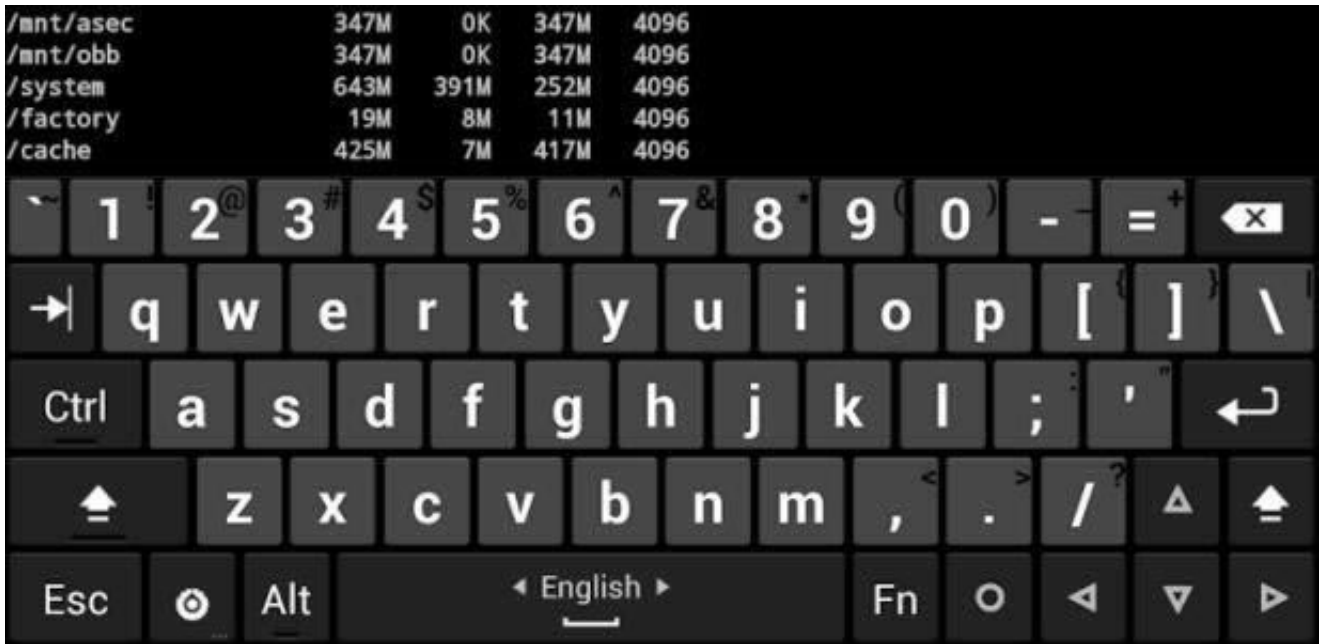 /mnt/asec 347M 0K 347M 4096
/mnt/obb 347M 0K 347M 4096
/system 643M 391M 252M 4096
/factory 19M 8M 11M 4096
/cache 425M 7M 417M 4096
` ~ 1 ! 2 @ 3 # 4 $ 5 % 6 ^ 7 & 8 * 9 ( 0 ) - _ = +
q w e r t y u i o p [ { ] } \ |
Ctrl a s d f g h j k l ; : ' "
z x c v b n m , < . > / ?
Esc ... Alt English Fn